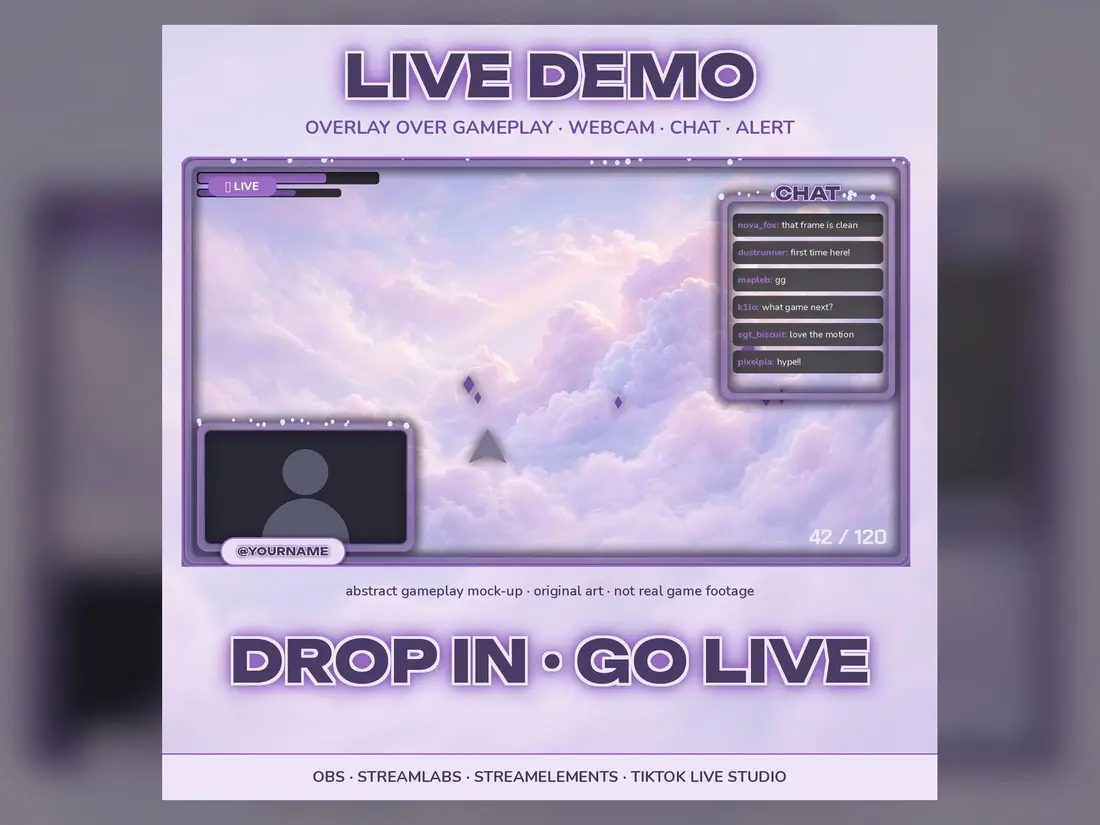 LIVE DEMO
OVERLAY OVER GAMEPLAY · WEBCAM · CHAT · ALERT
LIVE
CHAT
nova_fox: that frame is clean
dustrunner: first time here!
mapleb: gg
k1lo: what game next?
sgt_biscuit: love the motion
pixelpia: hype!!
42 / 120
@YOURNAME
abstract gameplay mock-up · original art · not real game footage
DROP IN · GO LIVE
OBS · STREAMLABS · STREAMELEMENTS · TIKTOK LIVE STUDIO